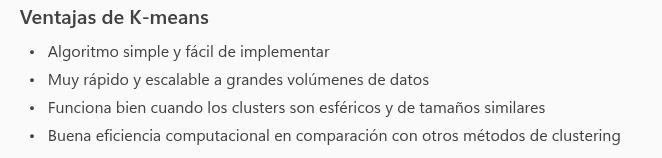 Ventajas de K-means
• Algoritmo simple y fácil de implementar
• Muy rápido y escalable a grandes volúmenes de datos
• Funciona bien cuando los clusters son esféricos y de tamaños similares
• Buena eficiencia computacional en comparación con otros métodos de clustering